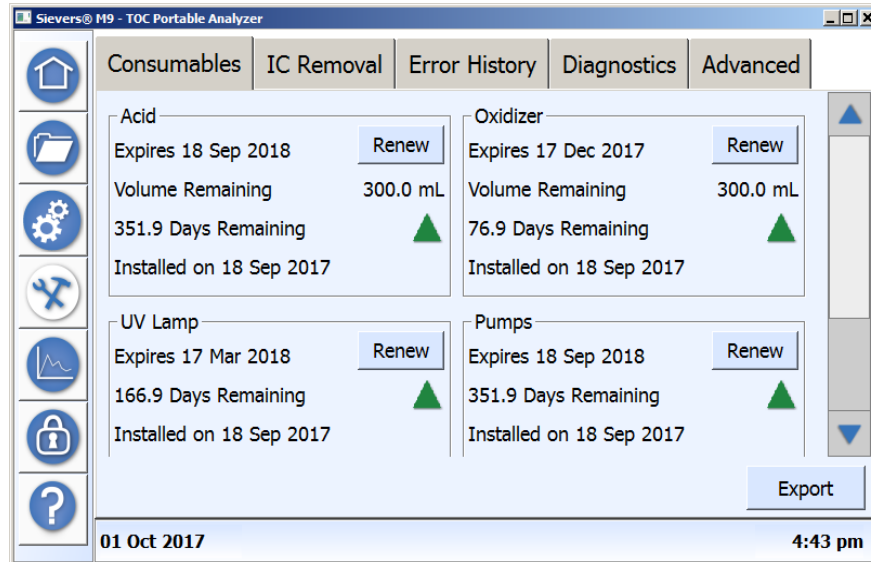 Sievers® M9 - TOC Portable Analyzer
Consumables IC Removal Error History Diagnostics Advanced
Acid
Expires 18 Sep 2018 Renew
Volume Remaining 300.0 mL
351.9 Days Remaining
Installed on 18 Sep 2017
Oxidizer
Expires 17 Dec 2017 Renew
Volume Remaining 300.0 mL
76.9 Days Remaining
Installed on 18 Sep 2017
UV Lamp
Expires 17 Mar 2018 Renew
166.9 Days Remaining
Installed on 18 Sep 2017
Pumps
Expires 18 Sep 2018 Renew
351.9 Days Remaining
Installed on 18 Sep 2017
Export
?
01 Oct 2017 4:43 pm